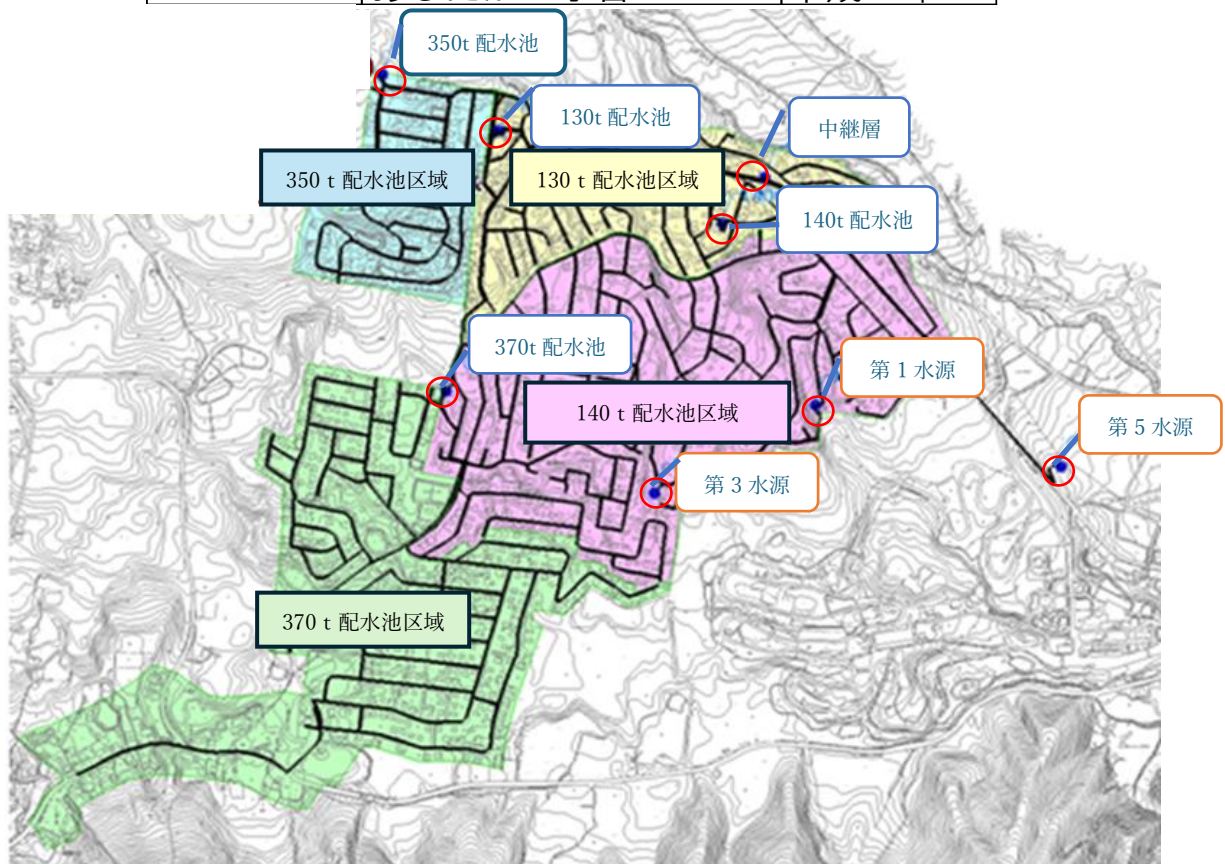 350t 配水池
130t 配水池
中継層
350 t 配水池区域
130 t 配水池区域
140t 配水池
370t 配水池
第 1 水源
140 t 配水池区域
第 5 水源
第 3 水源
370 t 配水池区域